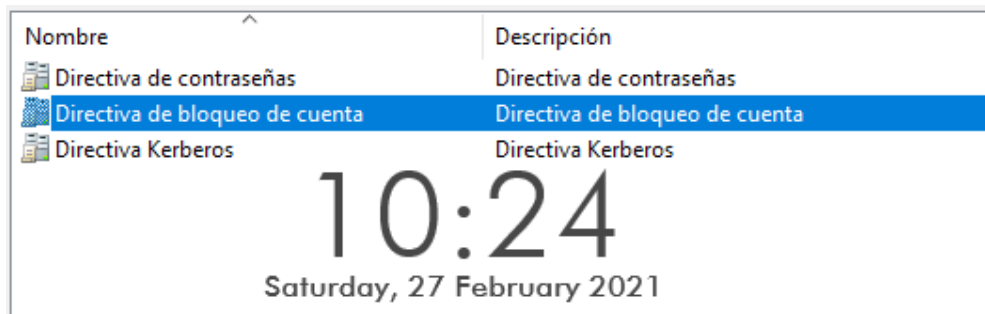 Nombre Descripción
Directiva de contraseñas Directiva de contraseñas
Directiva de bloqueo de cuenta Directiva de bloqueo de cuenta
Directiva Kerberos Directiva Kerberos
10:24
Saturday, 27 February 2021